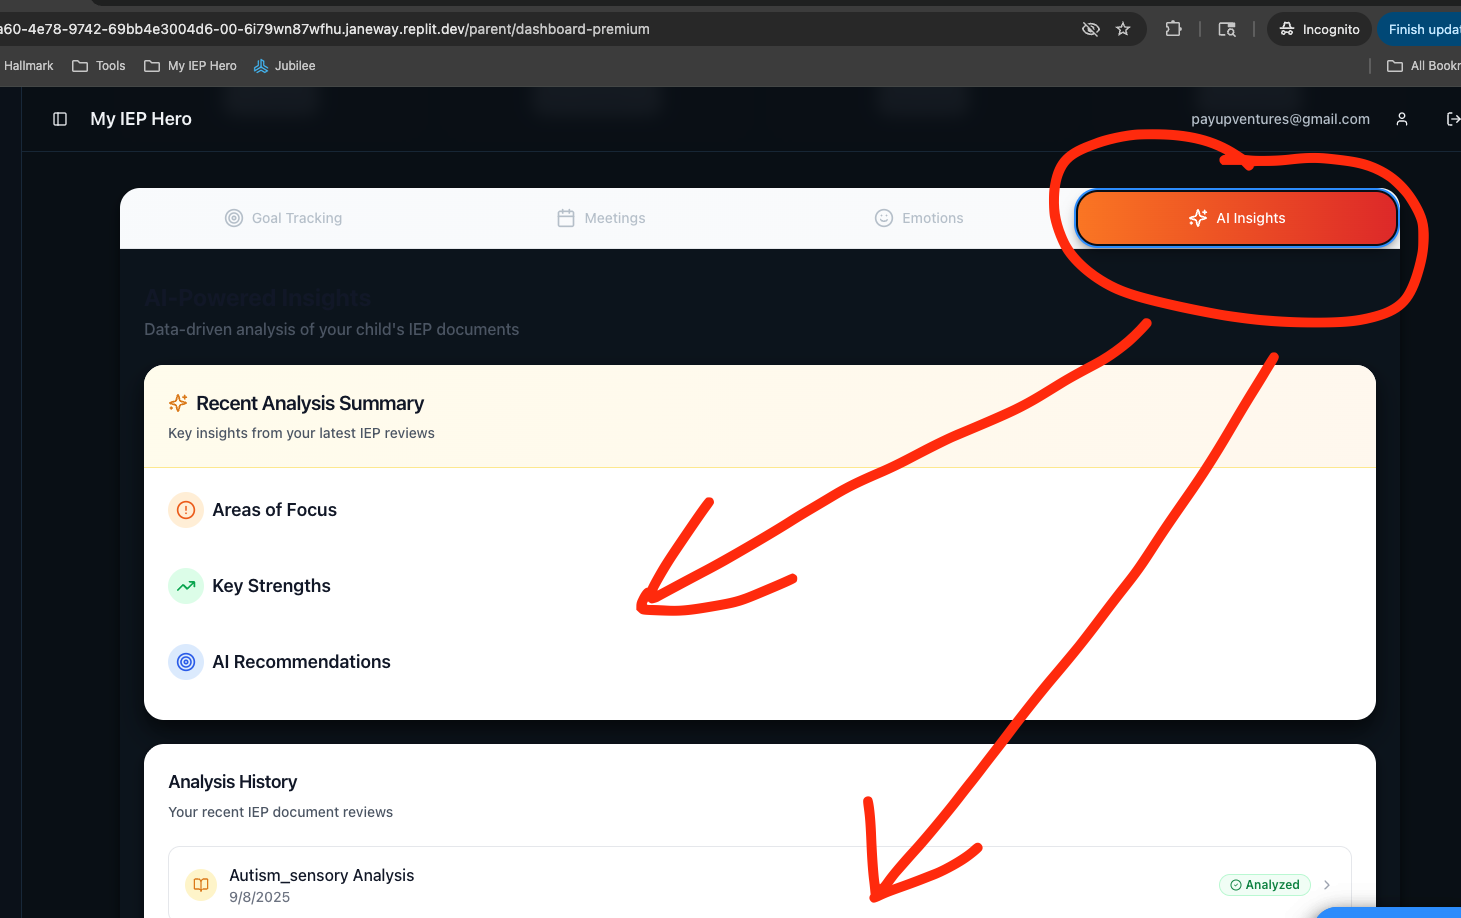 a60-4e78-9742-69bb4e3004d6-00-6i79wn87wfhu.janeway.replit.dev/parent/dashboard-premium
Incognito
Finish updat
Hallmark
Tools
My IEP Hero
Jubilee
All Bookr
My IEP Hero
payupventures@gmail.com
Goal Tracking
Meetings
Emotions
AI Insights
AI-Powered Insights
Data-driven analysis of your child's IEP documents
Recent Analysis Summary
Key insights from your latest IEP reviews
Areas of Focus
Key Strengths
AI Recommendations
Analysis History
Your recent IEP document reviews
Autism_sensory Analysis
9/8/2025
Analyzed